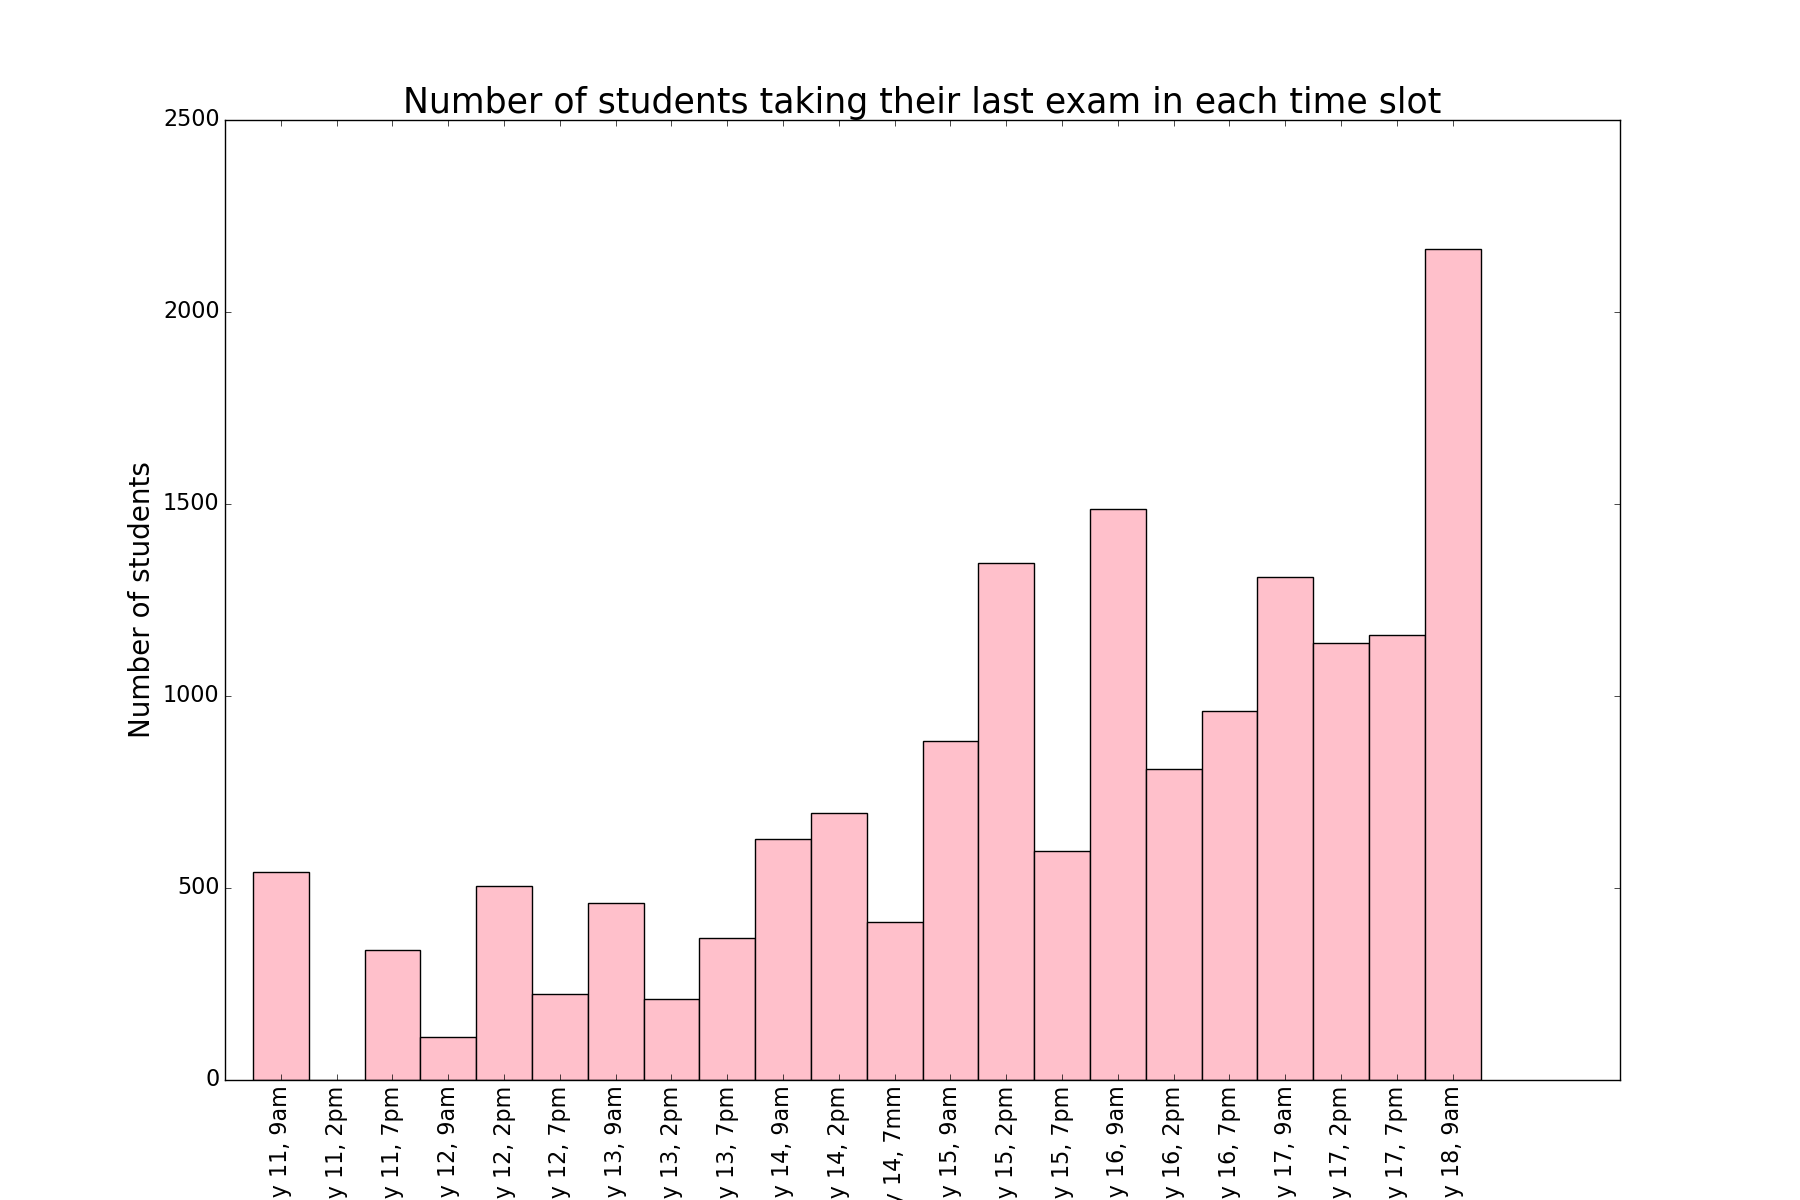 Number of students taking their last exam in each time slot
Number of students
2500
2000
1500
1000
500
0
y 11, 9am
y 11, 2pm
y 11, 7pm
y 12, 9am
y 12, 2pm
y 12, 7pm
y 13, 9am
y 13, 2pm
y 13, 7pm
y 14, 9am
y 14, 2pm
y 14, 7mm
y 15, 9am
y 15, 2pm
y 15, 7pm
y 16, 9am
y 16, 2pm
y 16, 7pm
y 17, 9am
y 17, 2pm
y 17, 7pm
y 18, 9am